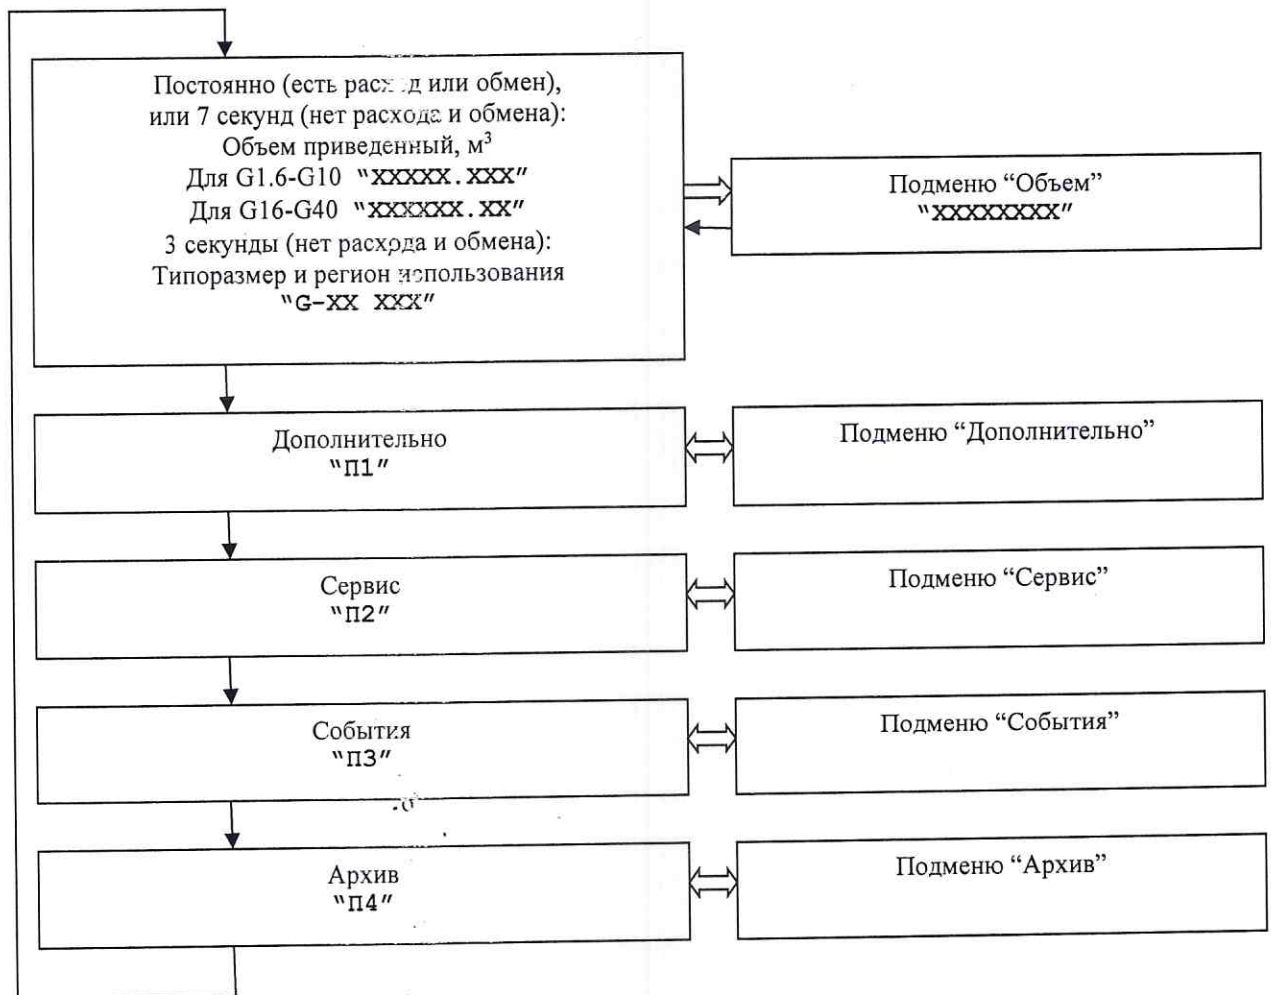 Постоянно (есть расход или обмен),
или 7 секунд (нет расхода и обмена):
Объем приведенный, м³
Для G1.6-G10 “XXXXX.XXX”
Для G16-G40 “XXXXXX.XX”
3 секунды (нет расхода и обмена):
Типоразмер и регион использования
“G-XX XXX”
Подменю “Объем”
“XXXXXXXX”
Дополнительно
“П1”
Подменю “Дополнительно”
Сервис
“П2”
Подменю “Сервис”
События
“П3”
Подменю “События”
Архив
“П4”
Подменю “Архив”